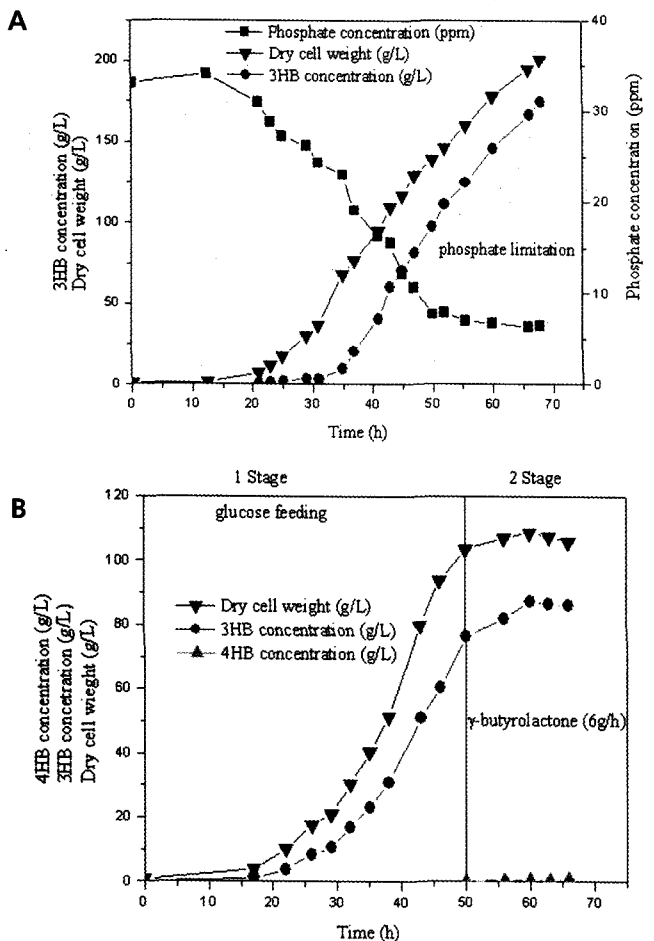 A
Phosphate concentration (ppm)
Dry cell weight (g/L)
3HB concentration (g/L)
200
150
100
50
0
40
30
20
10
0
3HB concentration (g/L)
Dry cell weight (g/L)
Phosphate concentration (ppm)
phosphate limitation
0 10 20 30 40 50 60 70 80
Time (h)
B
1 Stage 2 Stage
120
100
80
60
40
20
0
glucose feeding
Dry cell weight (g/L)
3HB concentration (g/L)
4HB concentration (g/L)
γ-butyrolactone (6g/h)
4HB concentration (g/L)
3HB concetration (g/L)
Dry cell wieght (g/L)
0 10 20 30 40 50 60 70
Time (h)